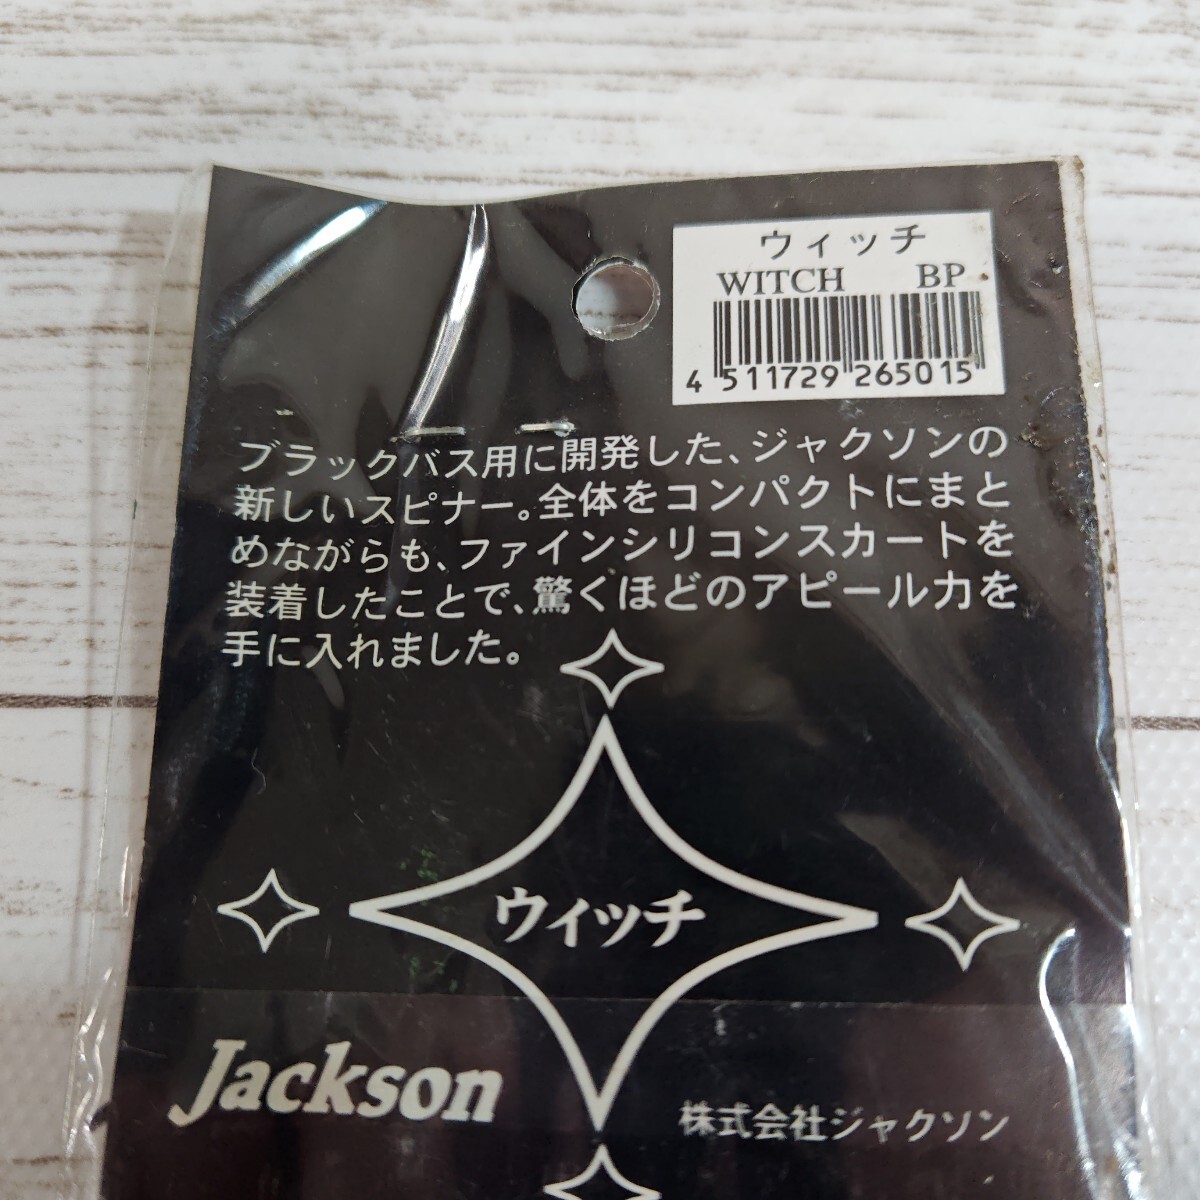 ウィッチ
WITCH BP
4 511729 265015
ブラックバス用に開発した、ジャクソンの
新しいスピナー。全体をコンパクトにまと
めながらも、ファインシリコンスカートを
装着したことで、驚くほどのアピール力を
手に入れました。
ウィッチ
Jackson
株式会社ジャクソン